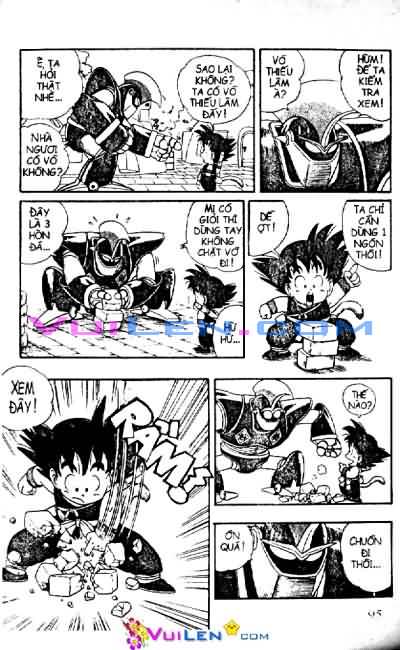 Ê, TA
HỎI
THẬT
NHÉ...
NHÀ
NGƯƠI
CÓ VÕ
KHÔNG?
SAO LẠI
KHÔNG?
TA CÓ VÕ
THIẾU LÂM
ĐÂY!
VÕ
THIẾU
LÂM
À?
HỪM!
ĐỂ TA
KIỂM
TRA
XEM!
ĐÂY
LÀ 3
HÒN
ĐÁ...
MI CÓ
GIỎI THÌ
DÙNG TAY
KHÔNG
CHẶT VỠ
ĐI!
HỪ
HỪ...
DỄ
ỢT!
TA CHỈ
CẦN
DÙNG 1
NGÓN
THÔI!
VuiLen.com
XEM
ĐÂY!
RẦM!
THẾ
NÀO?
ỔN
QUÁ!
CHUỒN
ĐI
THÔI...
95
VuiLen.com